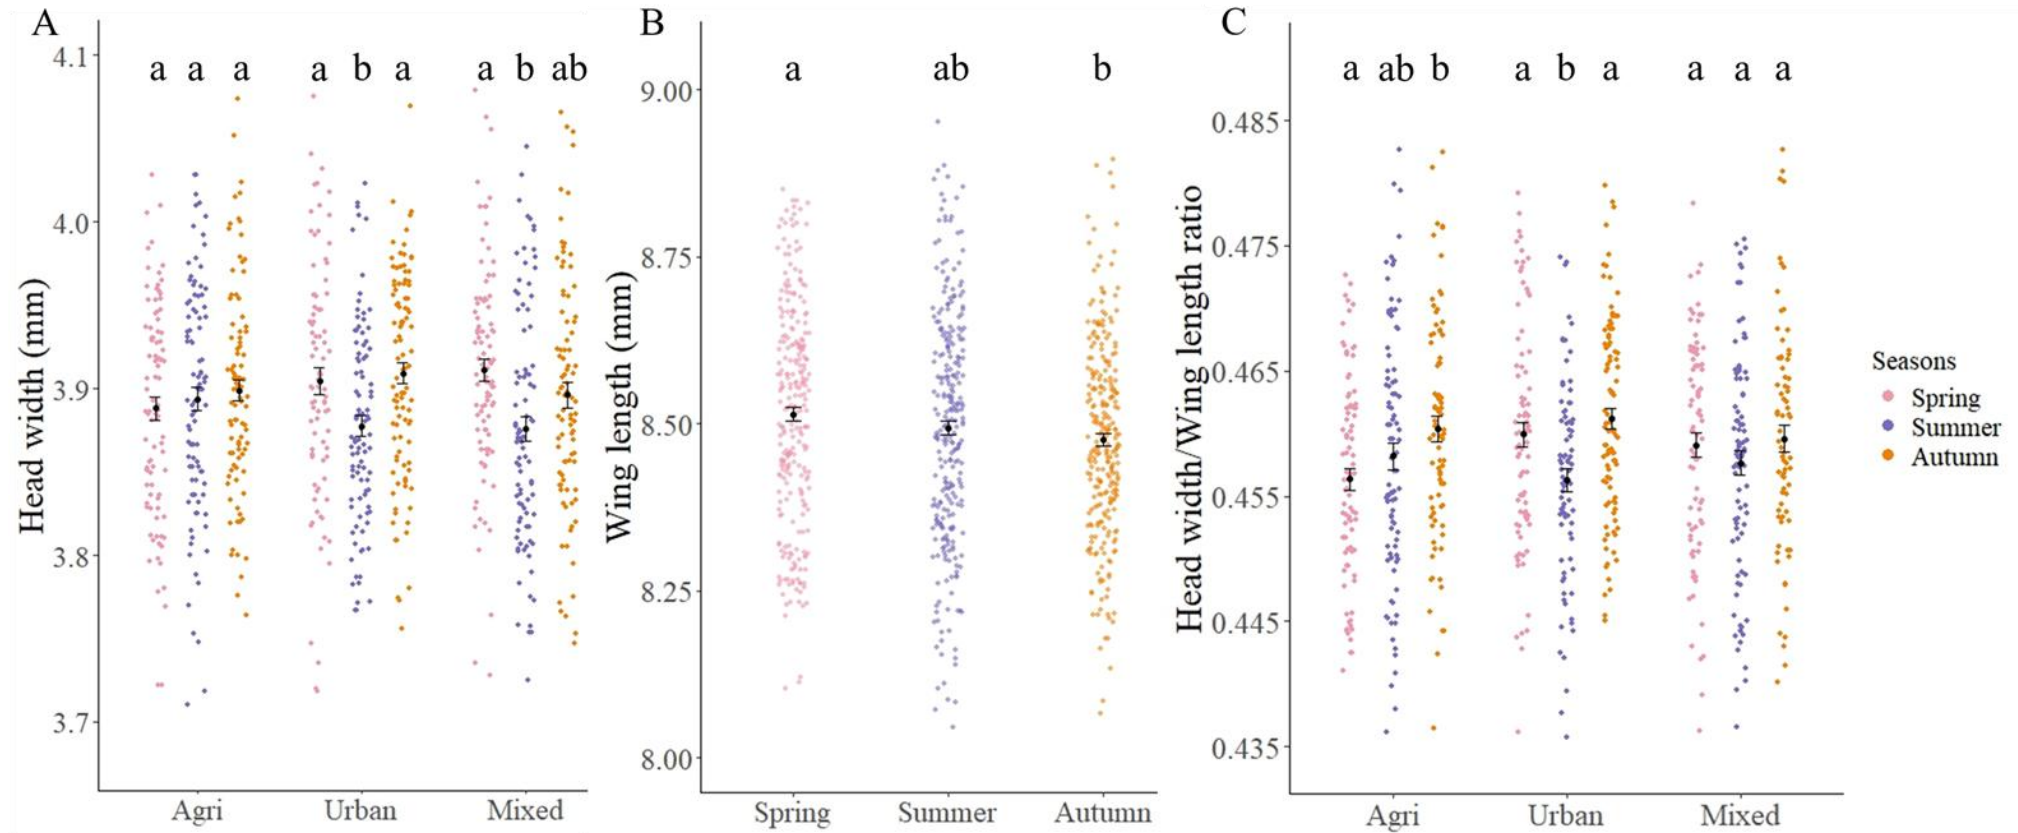 A
B
C
a a a a b a a b ab
a ab b
a ab b a b a a a a
Head width (mm)
4.1
4.0
3.9
3.8
3.7
Agri Urban Mixed
Wing length (mm)
9.00
8.75
8.50
8.25
8.00
Spring Summer Autumn
Head width/Wing length ratio
0.485
0.475
0.465
0.455
0.445
0.435
Agri Urban Mixed
Seasons
Spring
Summer
Autumn